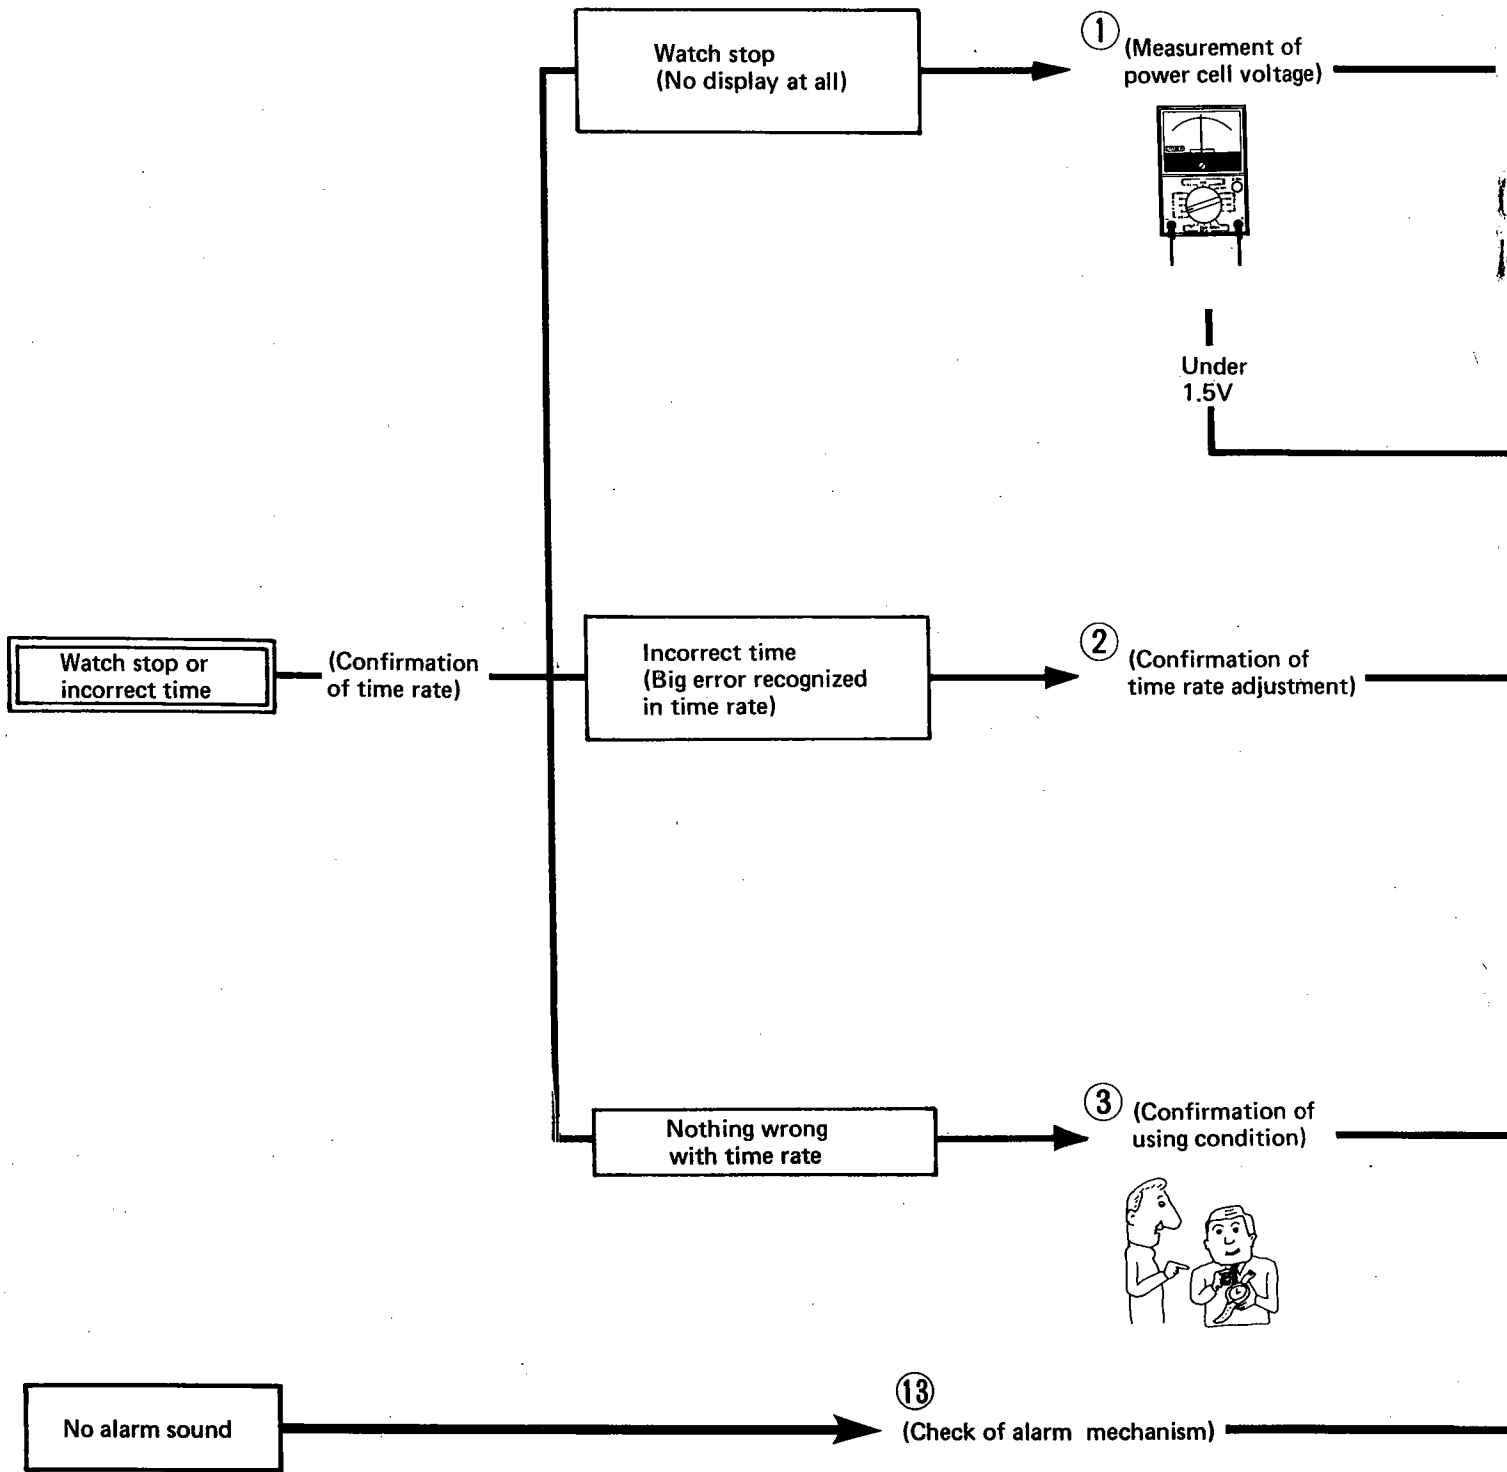 Watch stop
(No display at all)
1
(Measurement of
power cell voltage)
Under
1.5V
Watch stop or
incorrect time
(Confirmation
of time rate)
Incorrect time
(Big error recognized
in time rate)
2
(Confirmation of
time rate adjustment)
Nothing wrong
with time rate
3
(Confirmation of
using condition)
No alarm sound
13
(Check of alarm mechanism)